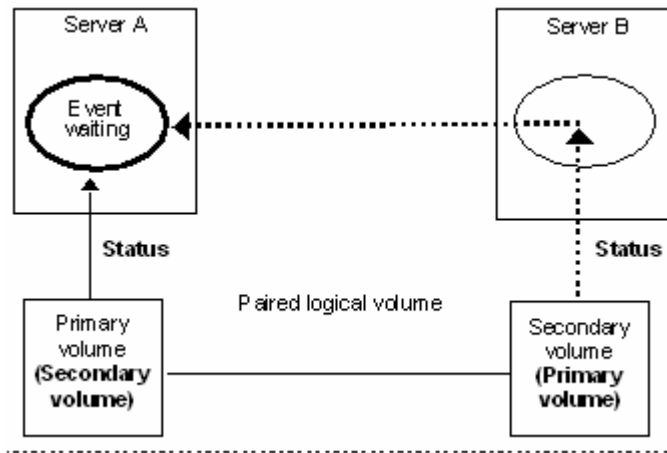 Server A
Server B
Event
waiting
Status
Status
Paired logical volume
Primary
volume
(Secondary
volume)
Secondary
volume
(Primary
volume)